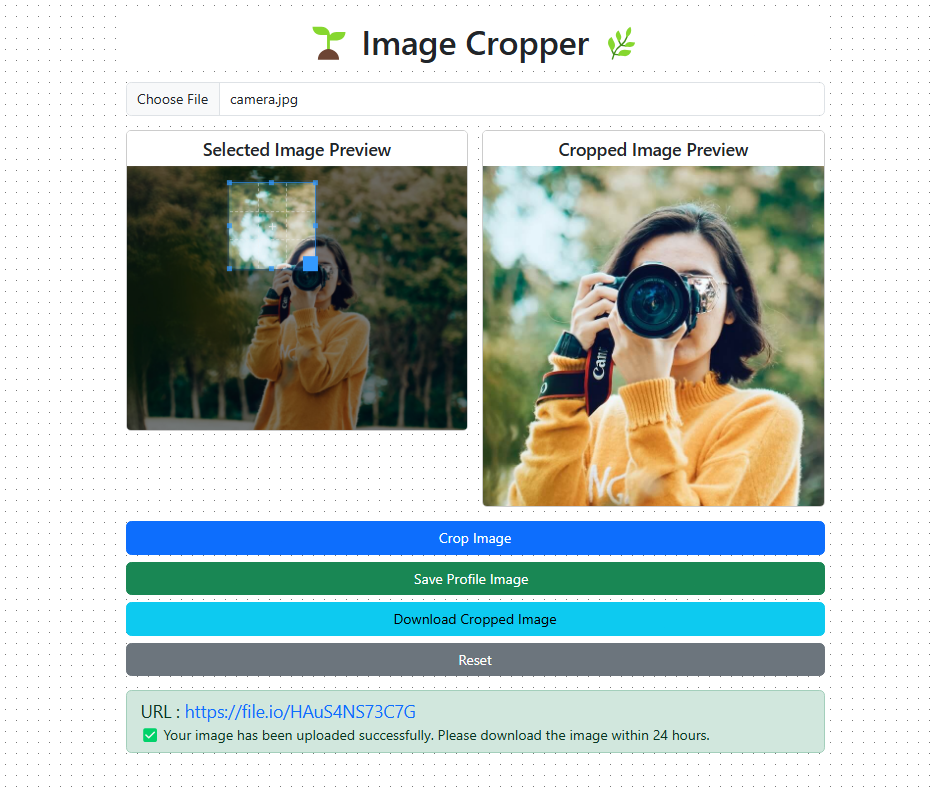 Image Cropper
Choose File camera.jpg
Selected Image Preview
Cropped Image Preview
Can
Crop Image
Save Profile Image
Download Cropped Image
Reset
URL : https://file.io/HAuS4NS73C7G
✅ Your image has been uploaded successfully. Please download the image within 24 hours.